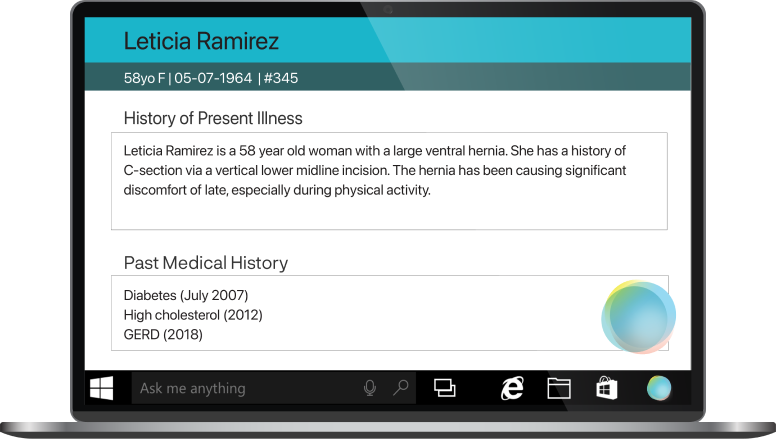 Leticia Ramirez
58yo F | 05-07-1964 | #345
History of Present Illness
Leticia Ramirez is a 58 year old woman with a large ventral hernia. She has a history of
C-section via a vertical lower midline incision. The hernia has been causing significant
discomfort of late, especially during physical activity.
Past Medical History
Diabetes (July 2007)
High cholesterol (2012)
GERD (2018)
Ask me anything